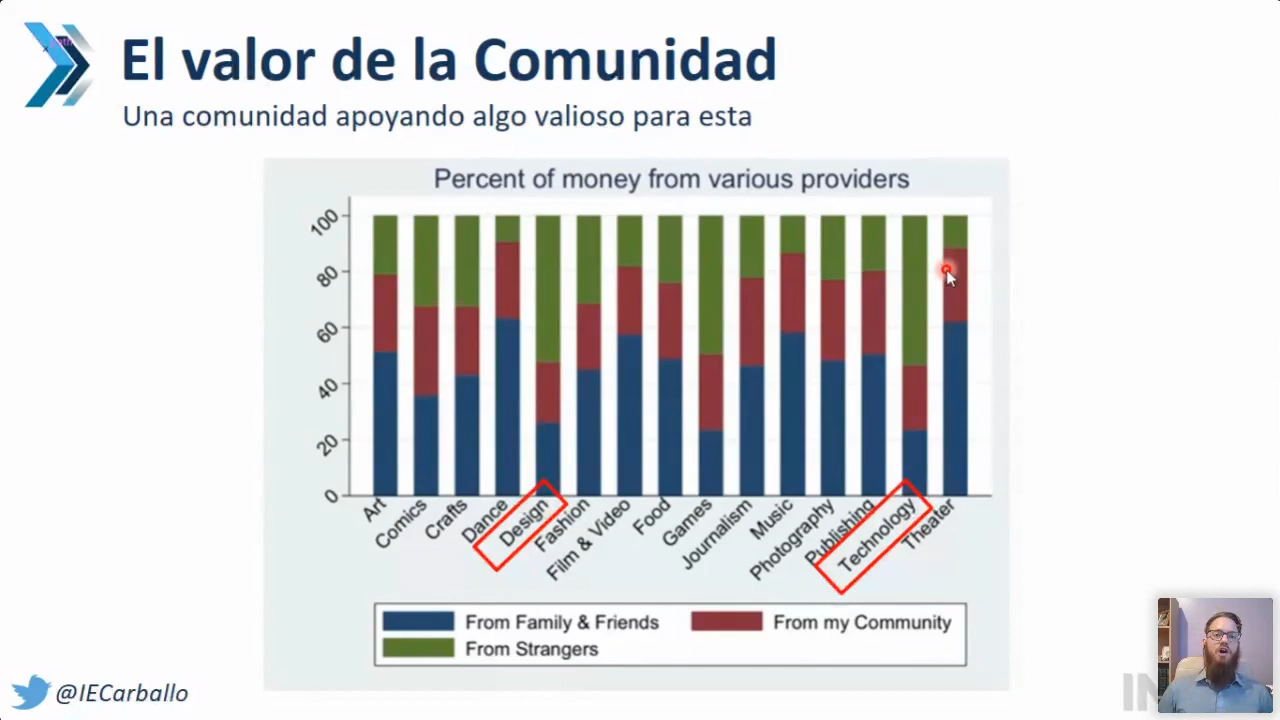 El valor de la Comunidad
Una comunidad apoyando algo valioso para esta
Percent of money from various providers
100
80
60
40
20
0
Art
Comics
Crafts
Dance
Design
Fashion
Film & Video
Food
Games
Journalism
Music
Photography
Publishing
Technology
Theater
From Family & Friends
From my Community
From Strangers
@IECarballo